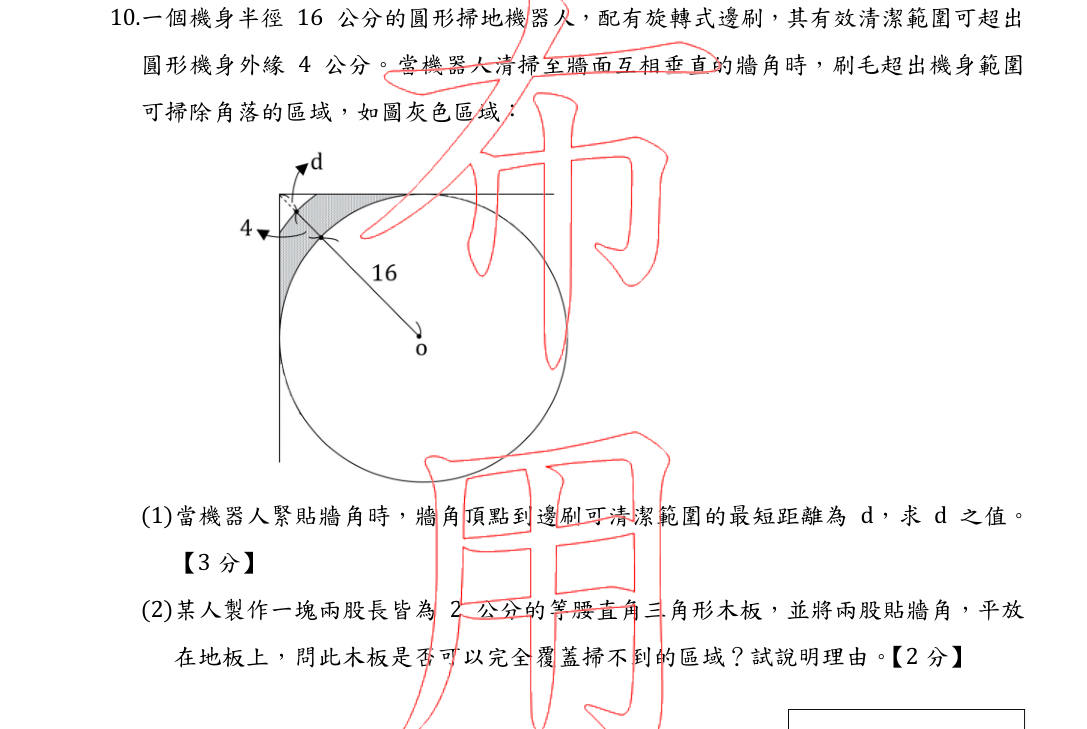 10.一個機身半徑 16 公分的圓形掃地機器人，配有旋轉式邊刷，其有效清潔範圍可超出
圓形機身外緣 4 公分。當機器人清掃至牆面互相垂直的牆角時，刷毛超出機身範圍
可掃除角落的區域，如圖灰色區域：
d
4
16
o
(1)當機器人緊貼牆角時，牆角頂點到邊刷可清潔範圍的最短距離為 d，求 d 之值。
【3 分】
(2)某人製作一塊兩股長皆為 2 公分的等腰直角三角形木板，並將兩股貼牆角，平放
在地板上，問此木板是否可以完全覆蓋掃不到的區域？試說明理由。【2 分】
布
用